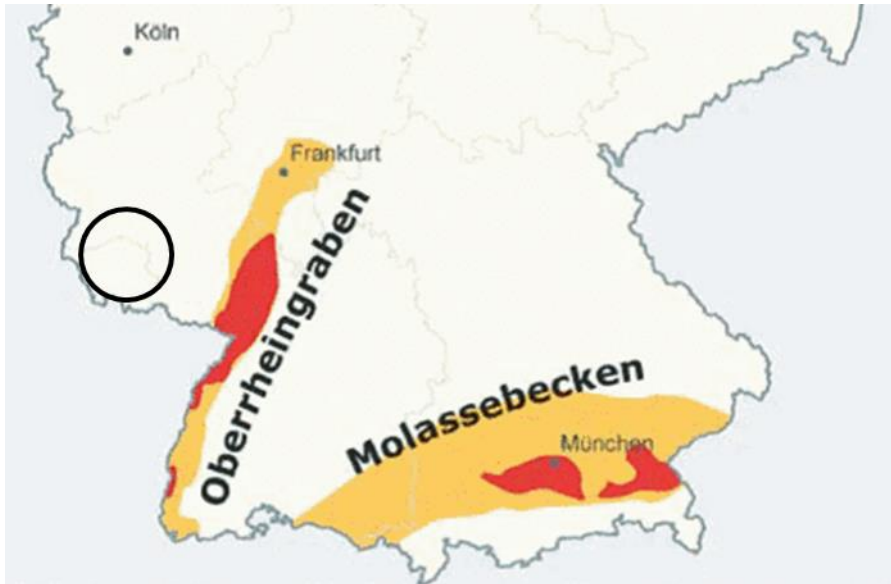 Köln
Frankfurt
Oberrheingraben
Molassebecken
München